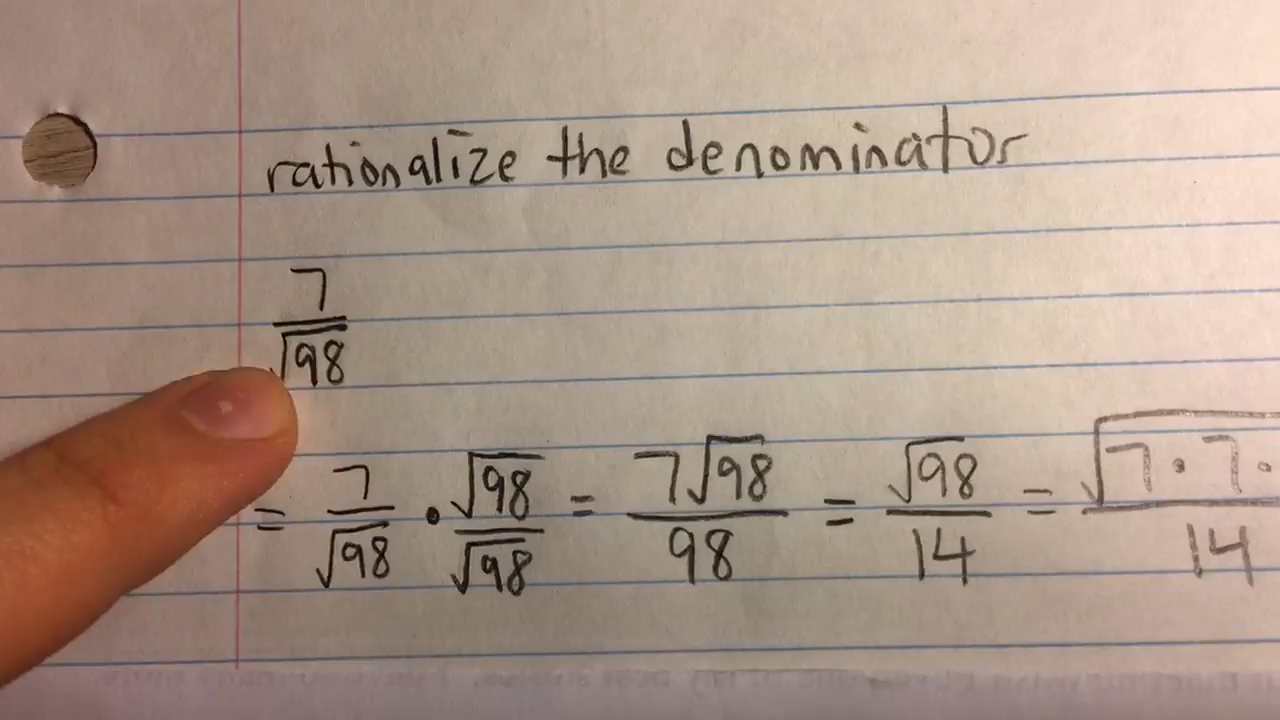 rationalize the denominator
7/√98
= 7/√98 · √98/√98 = 7√98/98 = √98/14 = √7·7·/14